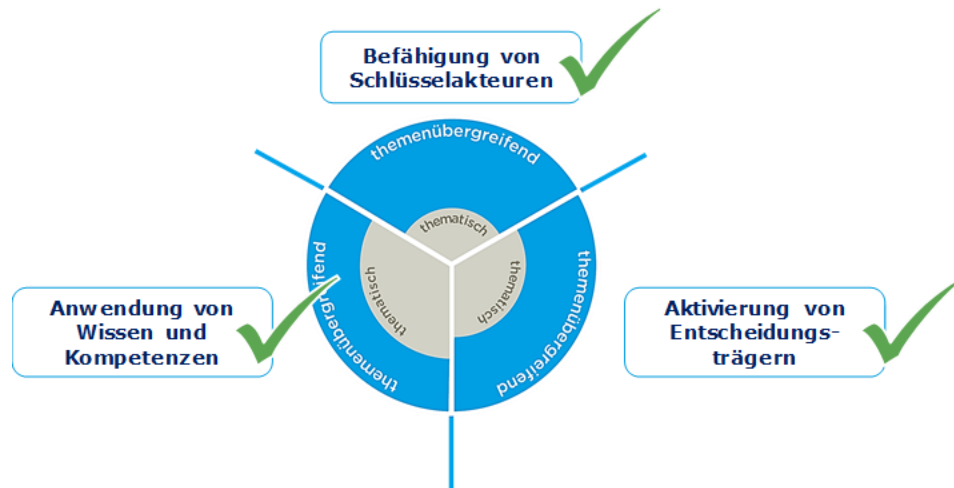 Befähigung von
Schlüsselakteuren
themenübergreifend
thematisch
themenübergreifend
thematisch
thematisch
themenübergreifend
Anwendung von
Wissen und
Kompetenzen
Aktivierung von
Entscheidungs-
trägern